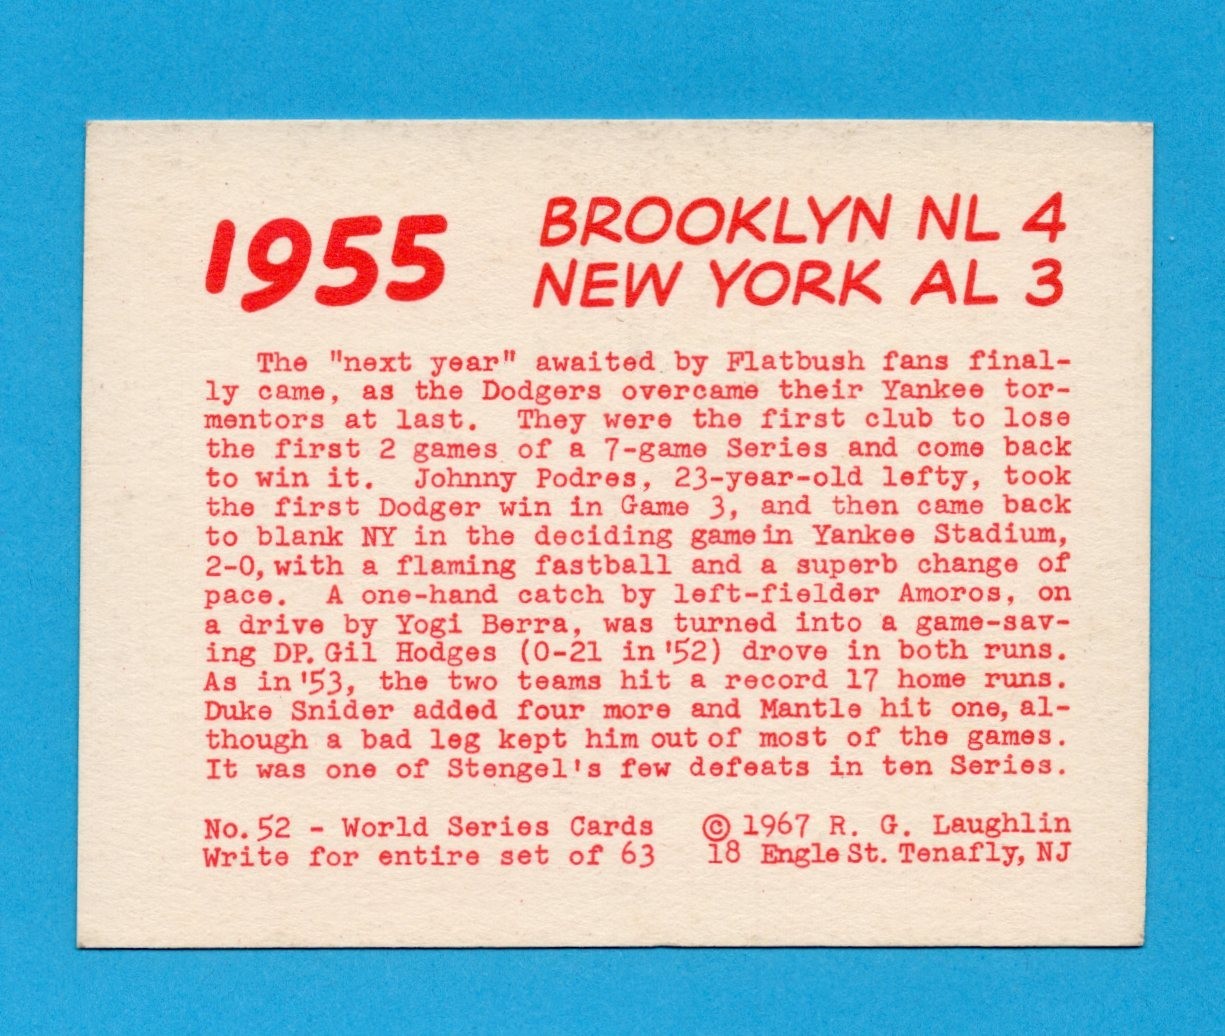 1955
BROOKLYN NL 4
NEW YORK AL 3
The "next year" awaited by Flatbush fans final-
ly came, as the Dodgers overcame their Yankee tor-
mentors at last. They were the first club to lose
the first 2 games of a 7-game Series and come back
to win it. Johnny Podres, 23-year-old lefty, took
the first Dodger win in Game 3, and then came back
to blank NY in the deciding game in Yankee Stadium,
2-0, with a flaming fastball and a superb change of
pace. A one-hand catch by left-fielder Amoros, on
a drive by Yogi Berra, was turned into a game-sav-
ing DP. Gil Hodges (0-21 in '52) drove in both runs.
As in '53, the two teams hit a record 17 home runs.
Duke Snider added four more and Mantle hit one, al-
though a bad leg kept him out of most of the games.
It was one of Stengel's few defeats in ten Series.
No. 52 - World Series Cards © 1967 R. G. Laughlin
Write for entire set of 63 18 Engle St. Tenafly, NJ